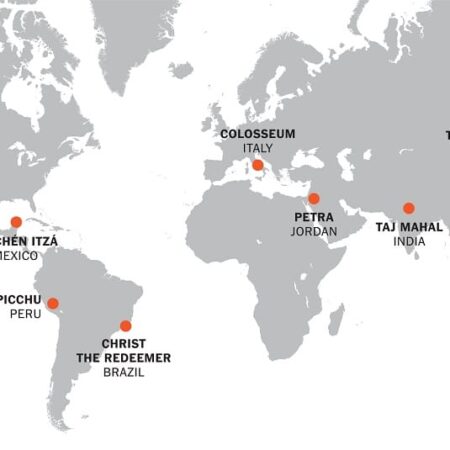 COLOSSEUM
ITALY
T
PETRA
JORDAN
TAJ MAHAL
INDIA
CHÉN ITZÁ
MEXICO
PICCHU
PERU
CHRIST
THE REDEEMER
BRAZIL